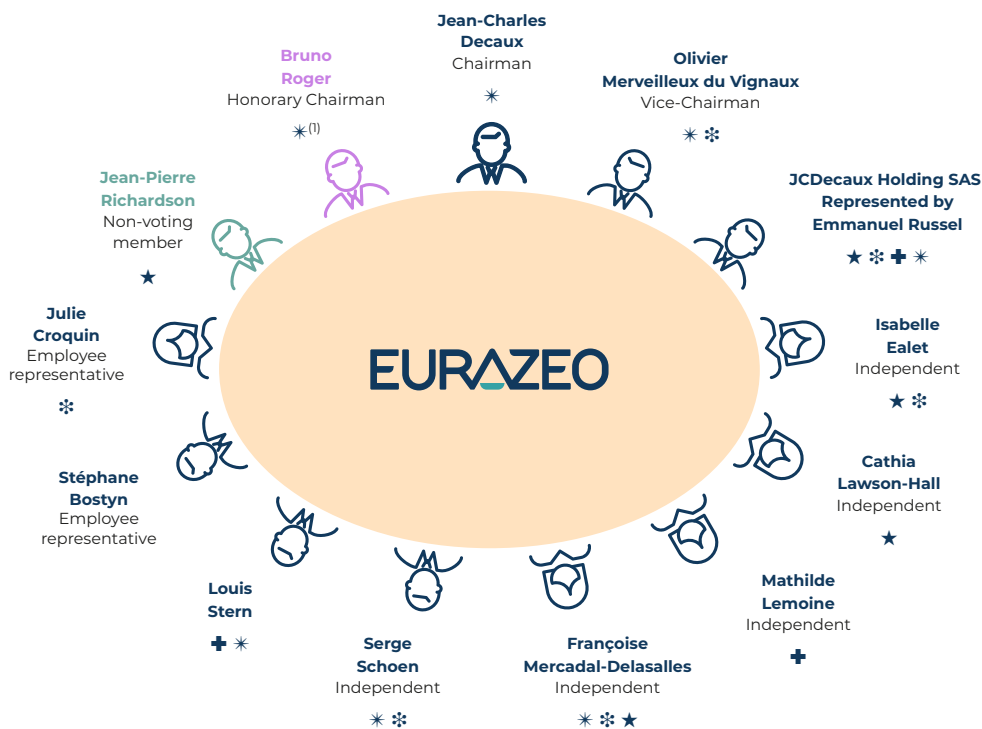 Jean-Charles
Decaux
Chairman
✴
Bruno
Roger
Honorary Chairman
✴(1)
Olivier
Merveilleux du Vignaux
Vice-Chairman
✴ ❇
Jean-Pierre
Richardson
Non-voting
member
★
JCDecaux Holding SAS
Represented by
Emmanuel Russel
★ ❇ ✚ ✴
Julie
Croquin
Employee
representative
❇
EURAZEO
Isabelle
Ealet
Independent
★ ❇
Stéphane
Bostyn
Employee
representative
Cathia
Lawson-Hall
Independent
★
Louis
Stern
✚ ✴
Mathilde
Lemoine
Independent
✚
Serge
Schoen
Independent
✴ ❇
Françoise
Mercadal-Delasalles
Independent
✴ ❇ ★